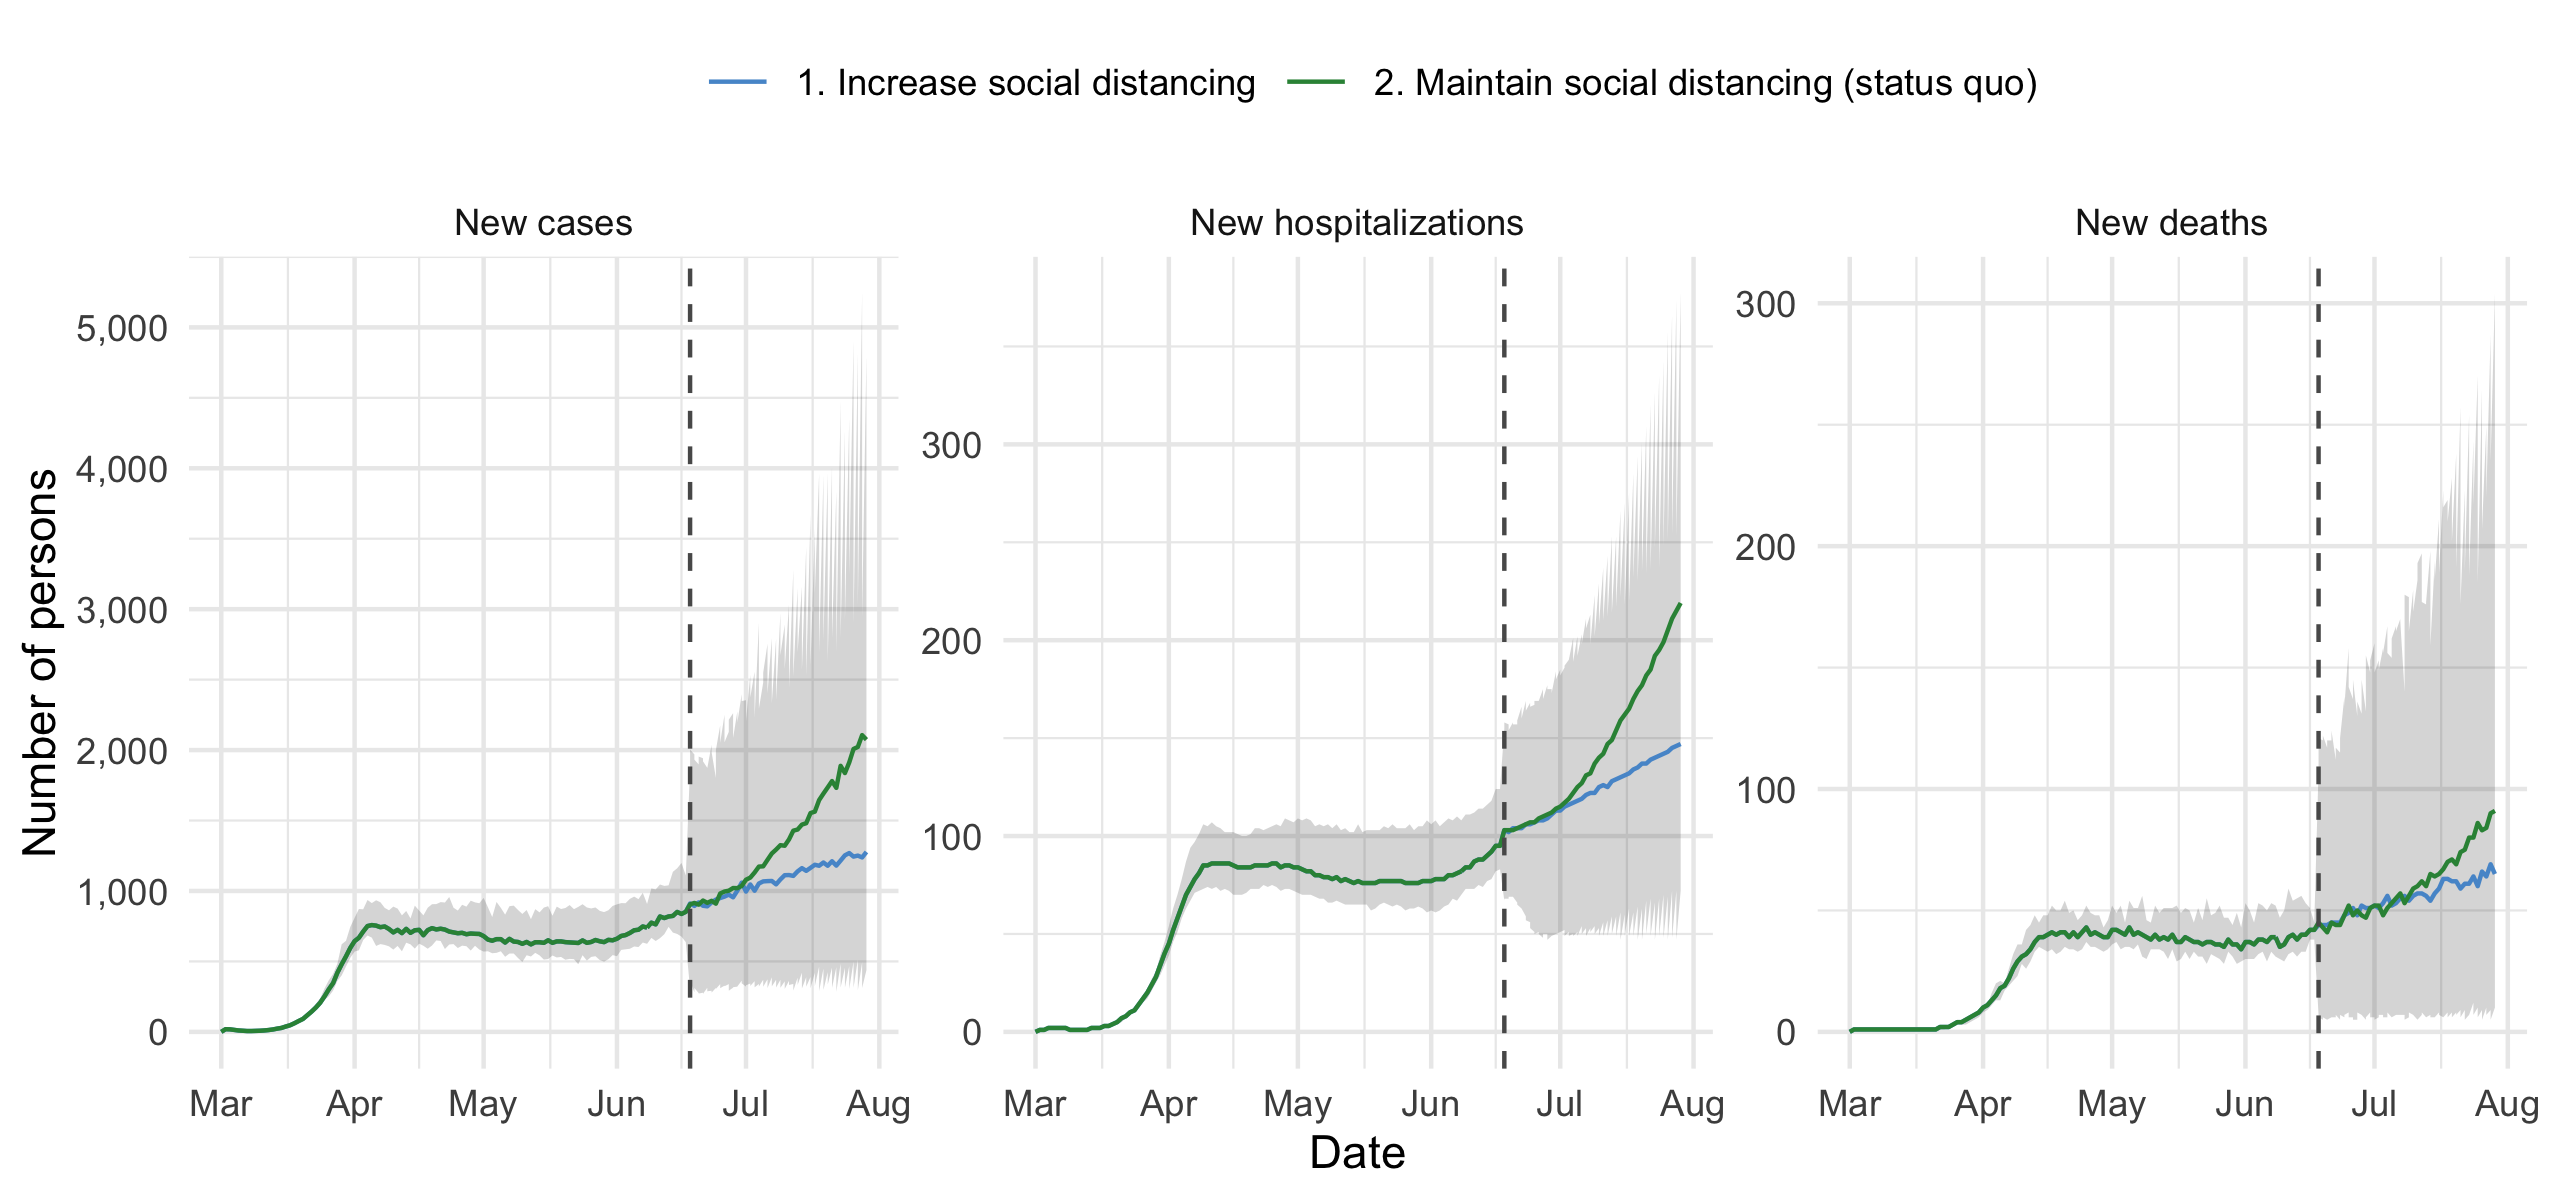 1. Increase social distancing 2. Maintain social distancing (status quo)
New cases New hospitalizations New deaths
Number of persons
5,000
4,000
3,000
2,000
1,000
0
300
200
100
0
300
200
100
0
Mar Apr May Jun Jul Aug Mar Apr May Jun Jul Aug Mar Apr May Jun Jul Aug
Date